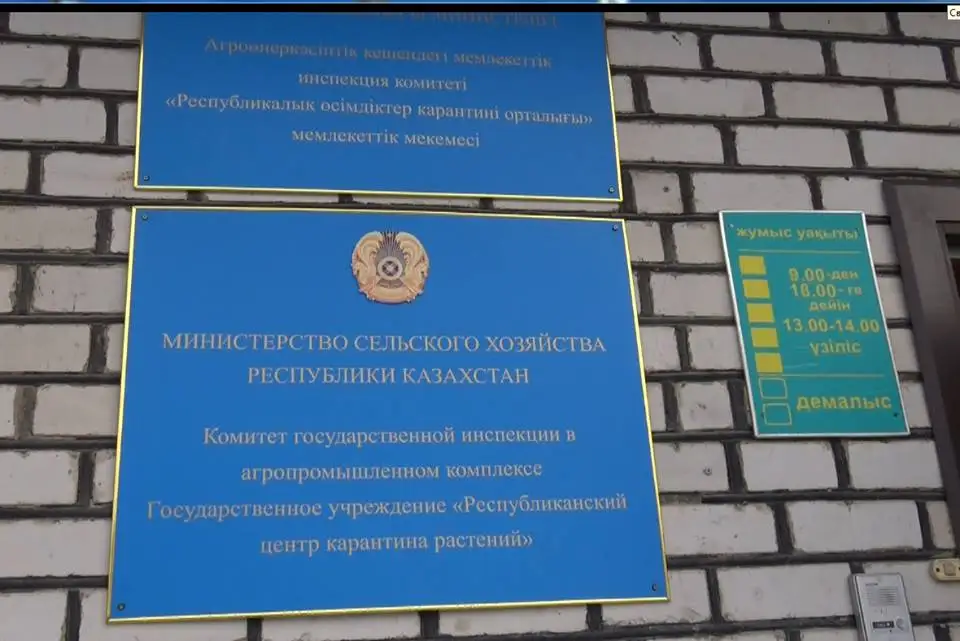 Агроөнеркәсіптік кешендегі мемлекеттік
инспекция комитеті
«Республикалық өсімдіктер карантині орталығы»
мемлекеттік мекемесі
МИНИСТЕРСТВО СЕЛЬСКОГО ХОЗЯЙСТВА
РЕСПУБЛИКИ КАЗАХСТАН
Комитет государственной инспекции в
агропромышленном комплексе
Государственное учреждение «Республиканский
центр карантина растений»
жумыс уақыты
9.00-ден
18.00-ге
дейін
13.00-14.00
үзіліс
демалыс